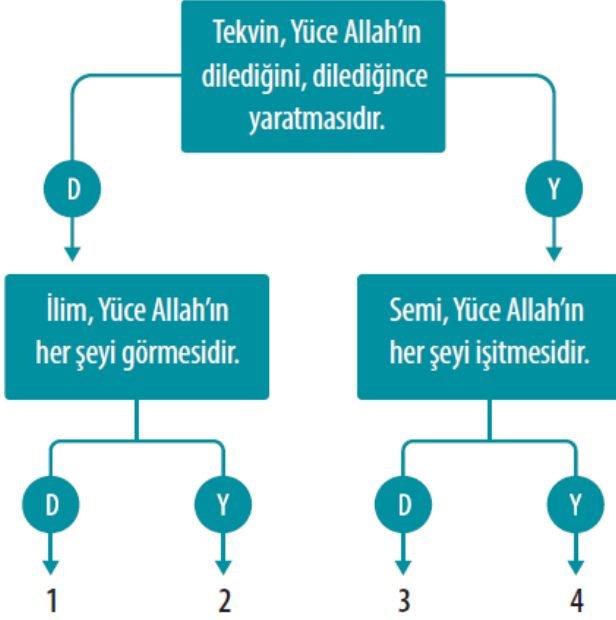 Tekvin, Yüce Allah’ın
dilediğini, dilediğince
yaratmasıdır.
D
Y
İlim, Yüce Allah’ın
her şeyi görmesidir.
Semi, Yüce Allah’ın
her şeyi işitmesidir.
D
Y
D
Y
1
2
3
4